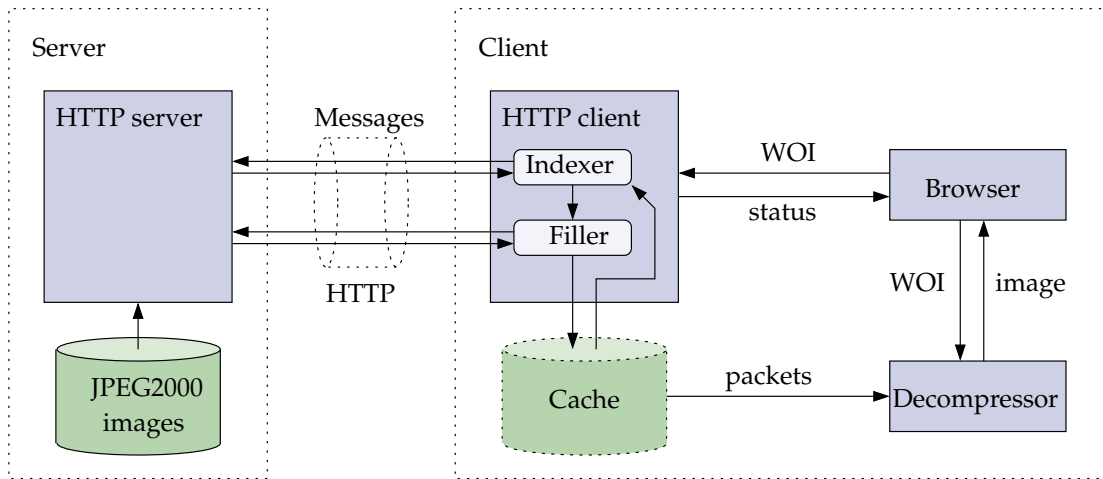 Server
Client
HTTP server
Messages
HTTP client
Indexer
Filler
HTTP
WOI
status
Browser
WOI
image
JPEG2000
images
Cache
packets
Decompressor